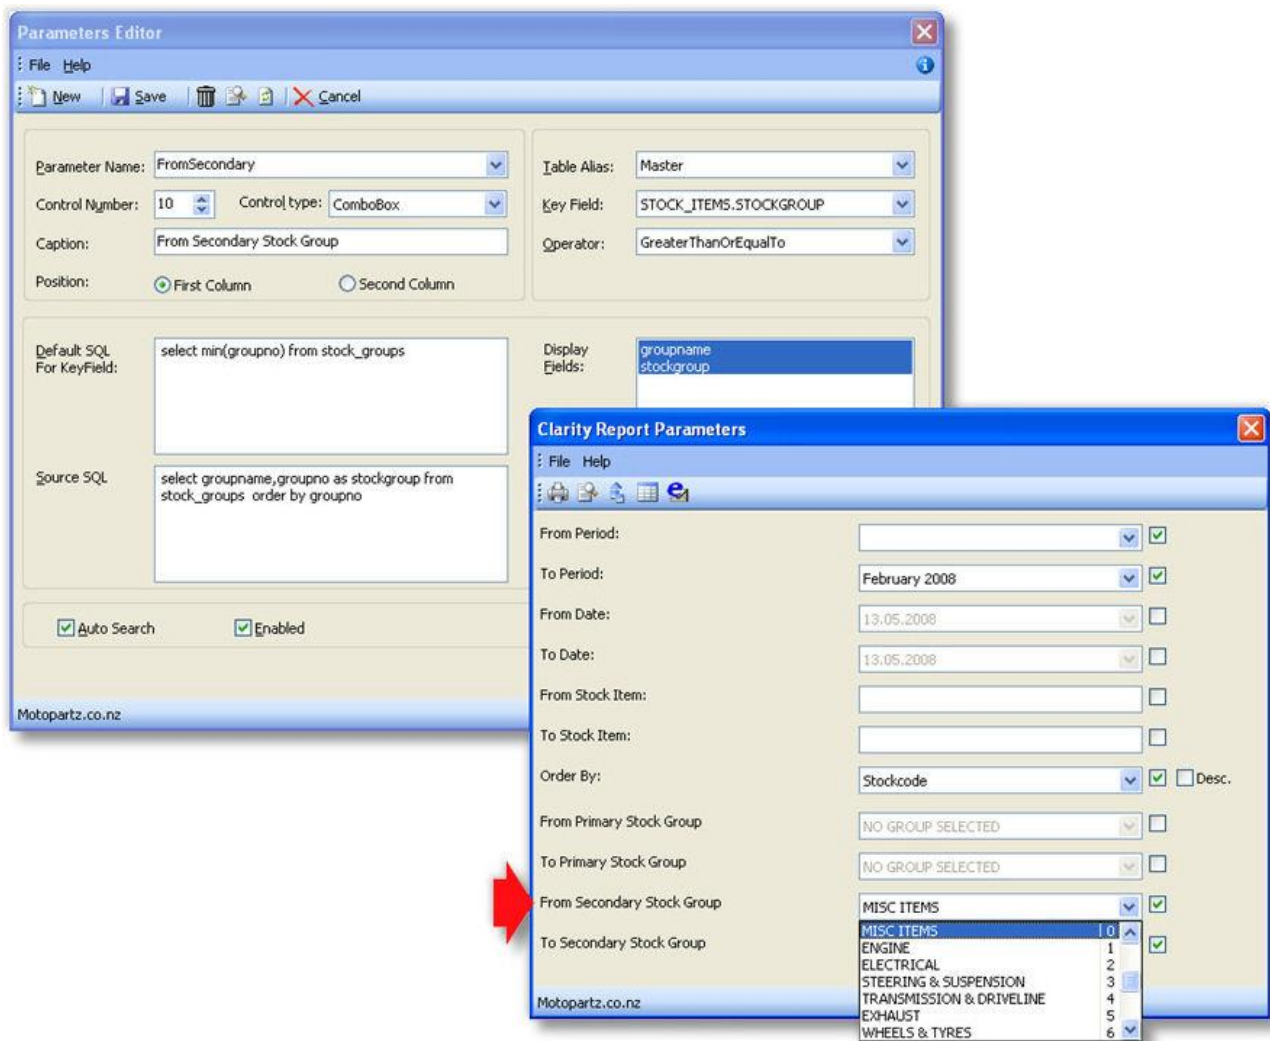 Parameters Editor
File Help
New Save Cancel
Parameter Name: FromSecondary
Control Number: 10 Control type: ComboBox
Caption: From Secondary Stock Group
Position: First Column Second Column
Table Alias: Master
Key Field: STOCK_ITEMS.STOCKGROUP
Operator: GreaterThanOrEqualTo
Default SQL
For KeyField:
select min(groupno) from stock_groups
Display
Fields:
groupname
stockgroup
Source SQL
select groupname,groupno as stockgroup from
stock_groups order by groupno
Auto Search Enabled
Motopartz.co.nz
Clarity Report Parameters
File Help
From Period:
To Period: February 2008
From Date: 13.05.2008
To Date: 13.05.2008
From Stock Item:
To Stock Item:
Order By: Stockcode Desc.
From Primary Stock Group NO GROUP SELECTED
To Primary Stock Group NO GROUP SELECTED
From Secondary Stock Group MISC ITEMS
To Secondary Stock Group
MISC ITEMS 0
ENGINE 1
ELECTRICAL 2
STEERING & SUSPENSION 3
TRANSMISSION & DRIVELINE 4
EXHAUST 5
WHEELS & TYRES 6
Motopartz.co.nz